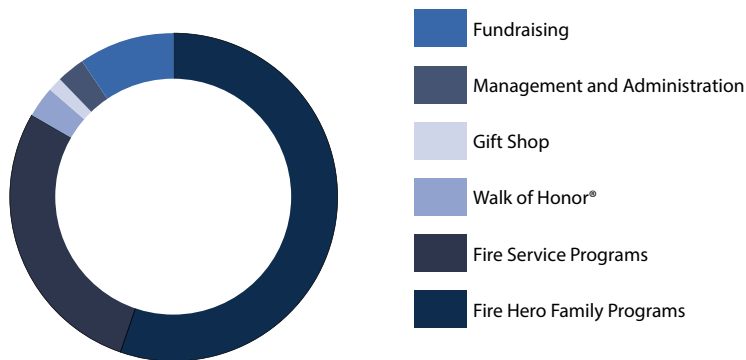 Fundraising
Management and Administration
Gift Shop
Walk of Honor®
Fire Service Programs
Fire Hero Family Programs